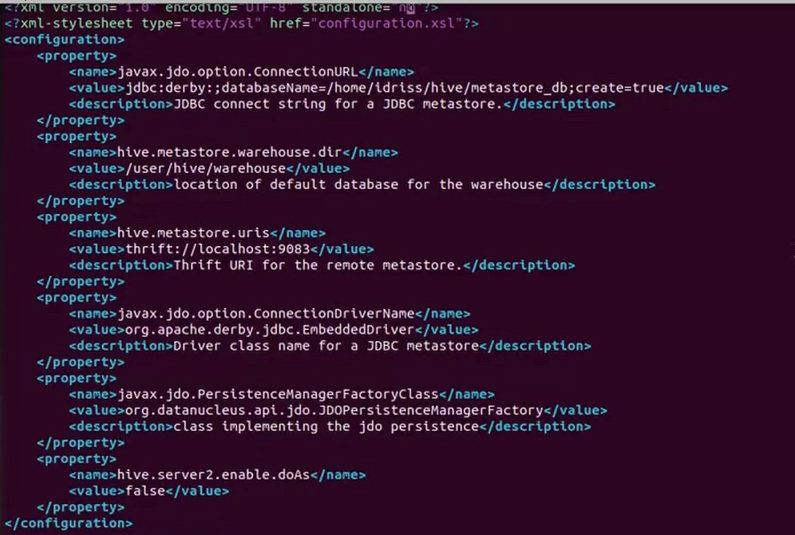 <?xml version="1.0" encoding="UTF-8" standalone="no"?>
<?xml-stylesheet type="text/xsl" href="configuration.xsl"?>
<configuration>
<property>
<name>javax.jdo.option.ConnectionURL</name>
<value>jdbc:derby:;databaseName=/home/idriss/hive/metastore_db;create=true</value>
<description>JDBC connect string for a JDBC metastore.</description>
</property>
<property>
<name>hive.metastore.warehouse.dir</name>
<value>/user/hive/warehouse</value>
<description>location of default database for the warehouse</description>
</property>
<property>
<name>hive.metastore.uris</name>
<value>thrift://localhost:9083</value>
<description>Thrift URI for the remote metastore.</description>
</property>
<property>
<name>javax.jdo.option.ConnectionDriverName</name>
<value>org.apache.derby.jdbc.EmbeddedDriver</value>
<description>Driver class name for a JDBC metastore</description>
</property>
<property>
<name>javax.jdo.PersistenceManagerFactoryClass</name>
<value>org.datanucleus.api.jdo.JDOPersistenceManagerFactory</value>
<description>class implementing the jdo persistence</description>
</property>
<property>
<name>hive.server2.enable.doAs</name>
<value>false</value>
</property>
</configuration>